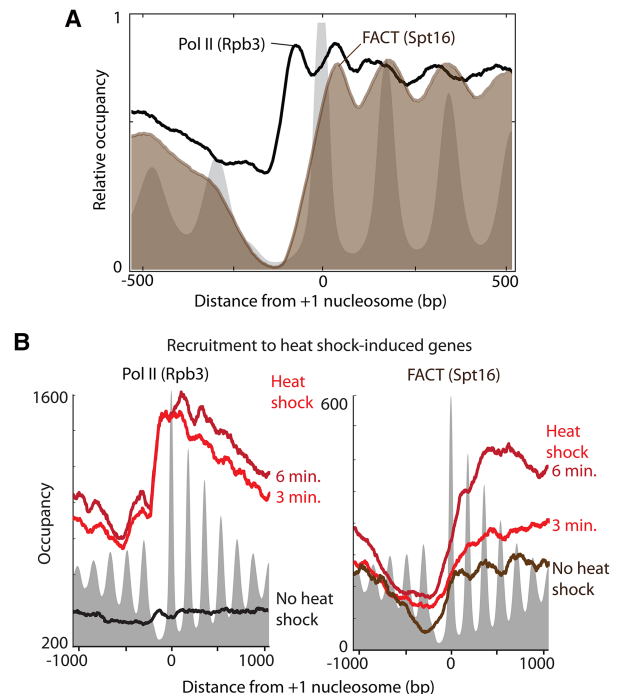 A
1
Pol II (Rpb3)
FACT (Spt16)
Relative occupancy
0
-500
0
500
Distance from +1 nucleosome (bp)
B
Recruitment to heat shock-induced genes
Pol II (Rpb3)
FACT (Spt16)
Heat
shock
1600
600
Heat
shock
6 min.
6 min.
3 min.
3 min.
Occupancy
No heat
shock
No heat
shock
200
0
-1000
0
1000
-1000
0
1000
Distance from +1 nucleosome (bp)